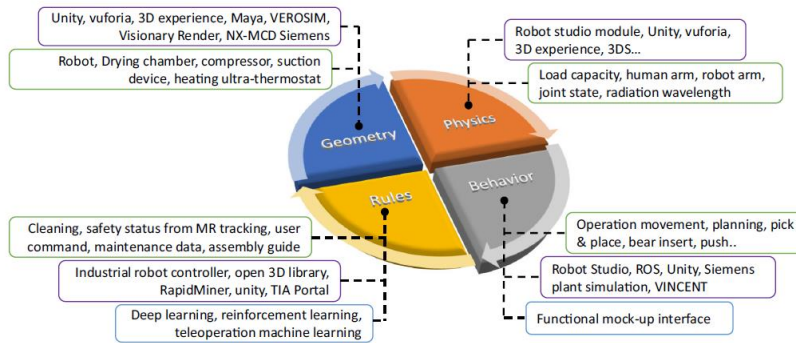 Unity, vuforia, 3D experience, Maya, VEROSIM,
Visionary Render, NX-MCD Siemens
Robot, Drying chamber, compressor, suction
device, heating ultra-thermostat
Robot studio module, Unity, vuforia,
3D experience, 3DS...
Load capacity, human arm, robot arm,
joint state, radiation wavelength
Geometry
Physics
Rules
Behavior
Cleaning, safety status from MR tracking, user
command, maintenance data, assembly guide
Industrial robot controller, open 3D library,
RapidMiner, unity, TIA Portal
Deep learning, reinforcement learning,
teleoperation machine learning
Operation movement, planning, pick
& place, bear insert, push..
Robot Studio, ROS, Unity, Siemens
plant simulation, VINCENT
Functional mock-up interface